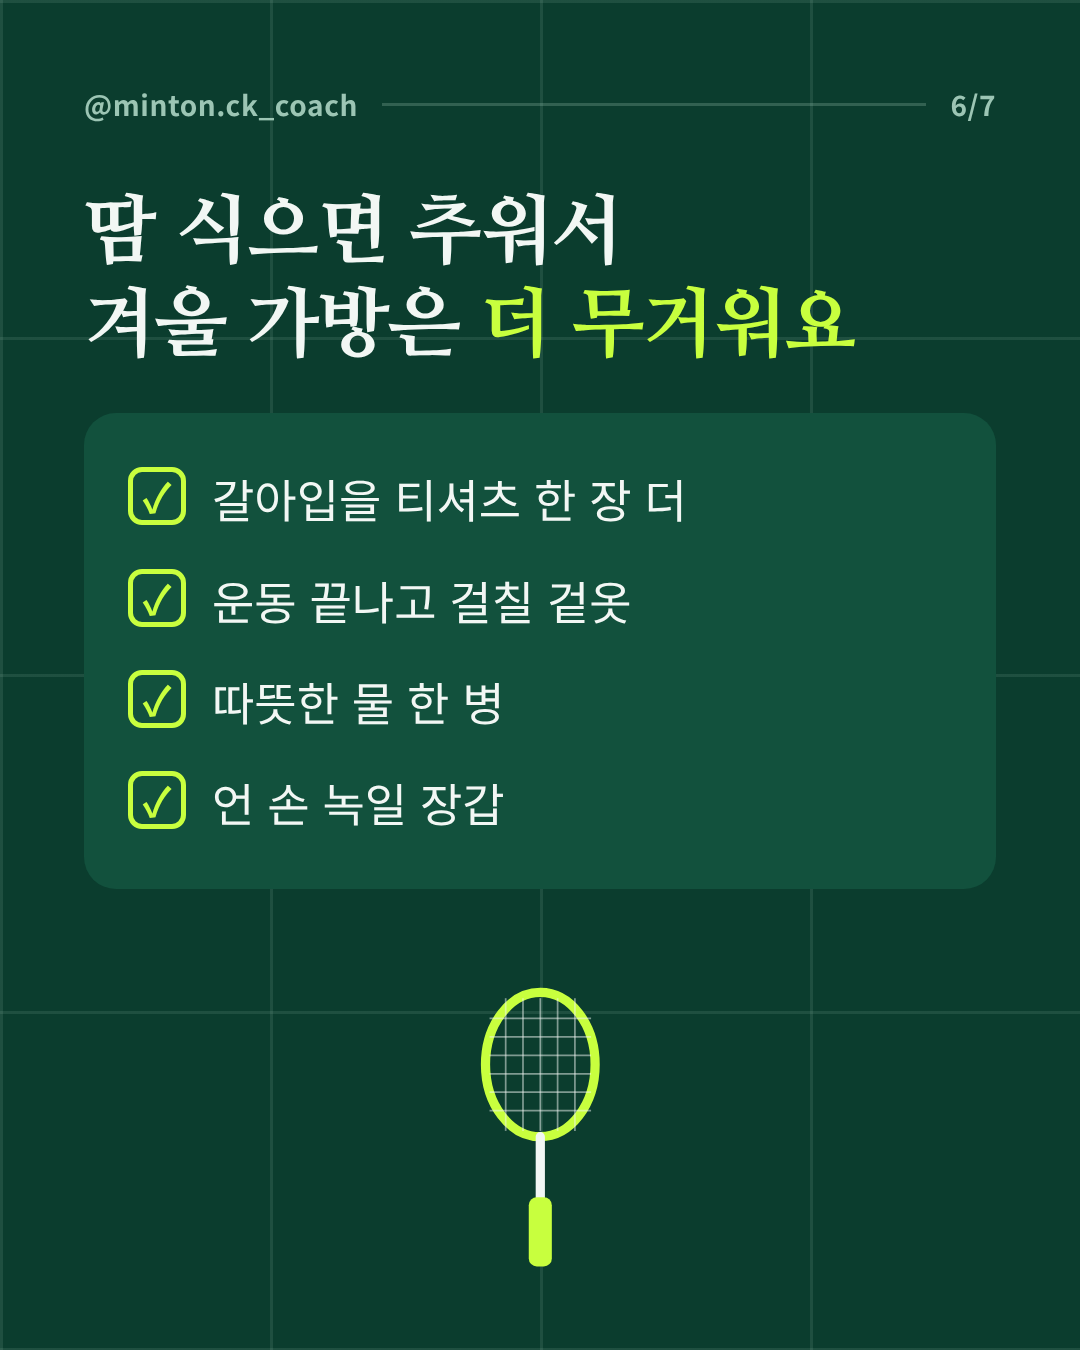 @minton.ck_coach
6/7
땀 식으면 추워서
겨울 가방은 더 무거워요
갈아입을 티셔츠 한 장 더
운동 끝나고 걸칠 겉옷
따뜻한 물 한 병
언 손 녹일 장갑